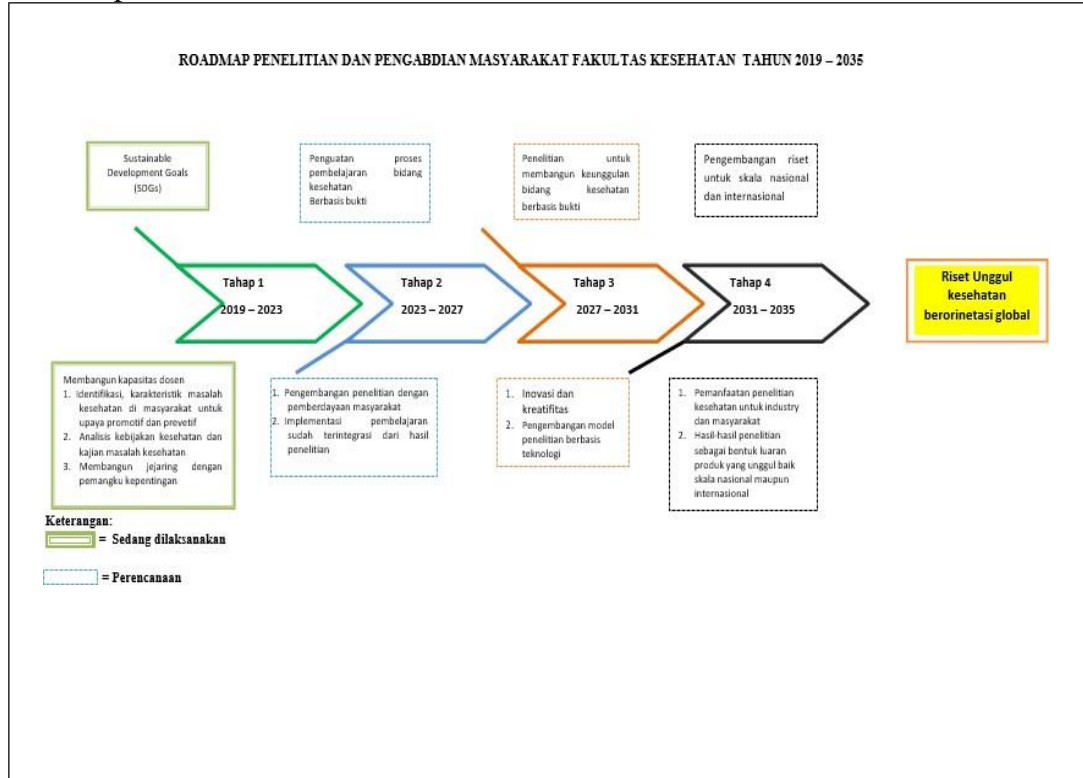 ROADMAP PENELITIAN DAN PENGABDIAN MASYARAKAT FAKULTAS KESEHATAN TAHUN 2019 – 2035
Sustainable
Development Goals
(SDGs)
Penguatan proses
pembelajaran bidang
kesehatan
Berbasis bukti
Penelitian untuk
membangun keunggulan
bidang kesehatan
berbasis bukti
Pengembangan riset
untuk skala nasional
dan internasional
Tahap 1
2019 – 2023
Tahap 2
2023 – 2027
Tahap 3
2027 – 2031
Tahap 4
2031 – 2035
Riset Unggul
kesehatan
berorinetasi global
Membangun kapasitas dosen
1. Identifikasi, karakteristik masalah
kesehatan di masyarakat untuk
upaya promotif dan prevetif
2. Analisis kebijakan kesehatan dan
kajian masalah kesehatan
3. Membangun jejaring dengan
pemangku kepentingan
1. Pengembangan penelitian dengan
pemberdayaan masyarakat
2. Implementasi pembelajaran
sudah terintegrasi dari hasil
penelitian
1. Inovasi dan
kreatifitas
2. Pengembangan model
penelitian berbasis
teknologi
1. Pemanfaatan penelitian
kesehatan untuk industry
dan masyarakat
2. Hasil-hasil penelitian
sebagai bentuk luaran
produk yang unggul baik
skala nasional maupun
internasional
Keterangan:
= Sedang dilaksanakan
= Perencanaan